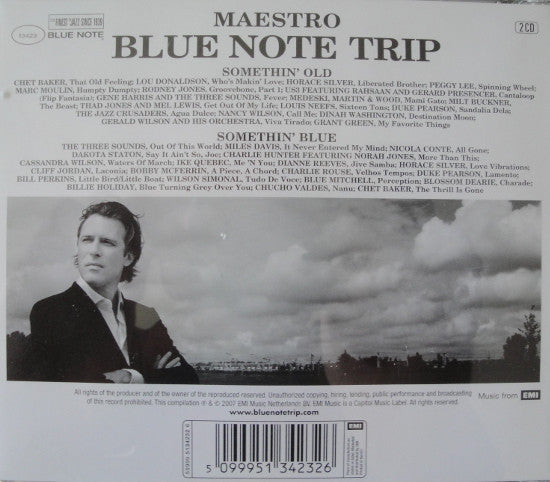 THE FINEST IN JAZZ SINCE 1939
13423
BLUE NOTE
MAESTRO
2 CD
BLUE NOTE TRIP
SOMETHIN' OLD
CHET BAKER, That Old Feeling; LOU DONALDSON, Who's Makin' Love; HORACE SILVER, Liberated Brother; PEGGY LEE, Spinning Wheel;
MARC MOULIN, Humpty Dumpty; RODNEY JONES, Groovebone, Part 1; US3 FEATURING RAHSAAN AND GERARD PRESENCER, Cantaloop
(Flip Fantasia); GENE HARRIS AND THE THREE SOUNDS, Fever; MEDESKI, MARTIN & WOOD, Mami Gato; MILT BUCKNER,
The Beast; THAD JONES AND MEL LEWIS, Get Out Of My Life; LOUIS NEEFS, Sixteen Tons; DUKE PEARSON, Sandalia Dela;
THE JAZZ CRUSADERS, Agua Dulce; NANCY WILSON, Call Me; DINAH WASHINGTON, Destination Moon;
GERALD WILSON AND HIS ORCHESTRA, Viva Tirado; GRANT GREEN, My Favorite Things
SOMETHIN' BLUE
THE THREE SOUNDS, Out Of This World; MILES DAVIS, It Never Entered My Mind; NICOLA CONTE, All Gone;
DAKOTA STATON, Say It Ain't So, Joe; CHARLIE HUNTER FEATURING NORAH JONES, More Than This;
CASSANDRA WILSON, Waters Of March; IKE QUEBEC, Me 'N You; DIANNE REEVES, Jive Samba; HORACE SILVER, Love Vibrations;
CLIFF JORDAN, Laconia; BOBBY MCFERRIN, A Piece, A Chord; CHARLIE ROUSE, Velhos Tempos; DUKE PEARSON, Lamento;
BILL PERKINS, Little Bird/Little Beato; WILSON SIMONAL, Tudo De Voce; BLUE MITCHELL, Perception; BLOSSOM DEARIE, Charade;
BILLIE HOLIDAY, Blue Turning Grey Over You; CHUCHO VALDES, Nanu; CHET BAKER, The Thrill Is Gone
All rights of the producer and of the owner of the reproduced reserved. Unauthorized copying, hiring, lending, public performance and broadcasting
of this record prohibited. This compilation ℗ & © 2007 EMI Music Netherlands BV. EMI Music is a Capitol Music Label. All rights reserved.
Music from EMI
www.bluenotetrip.com
EMI
5 099951 342326